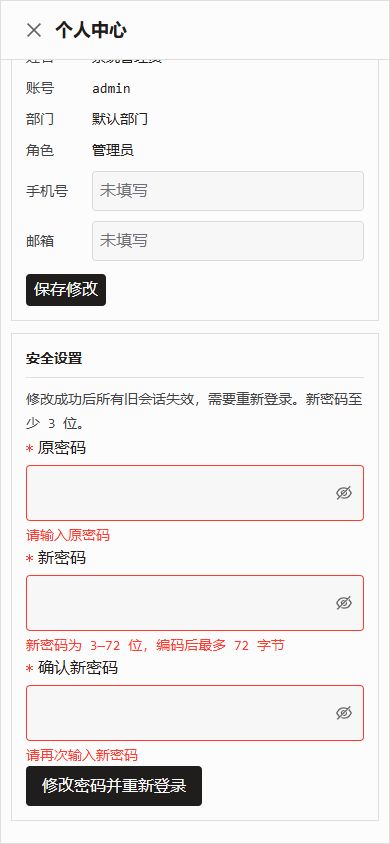 个人中心
账号 admin
部门 默认部门
角色 管理员
手机号 未填写
邮箱 未填写
保存修改
安全设置
修改成功后所有旧会话失效，需要重新登录。新密码至
少 3 位。
* 原密码
请输入原密码
* 新密码
新密码为 3–72 位，编码后最多 72 字节
* 确认新密码
请再次输入新密码
修改密码并重新登录